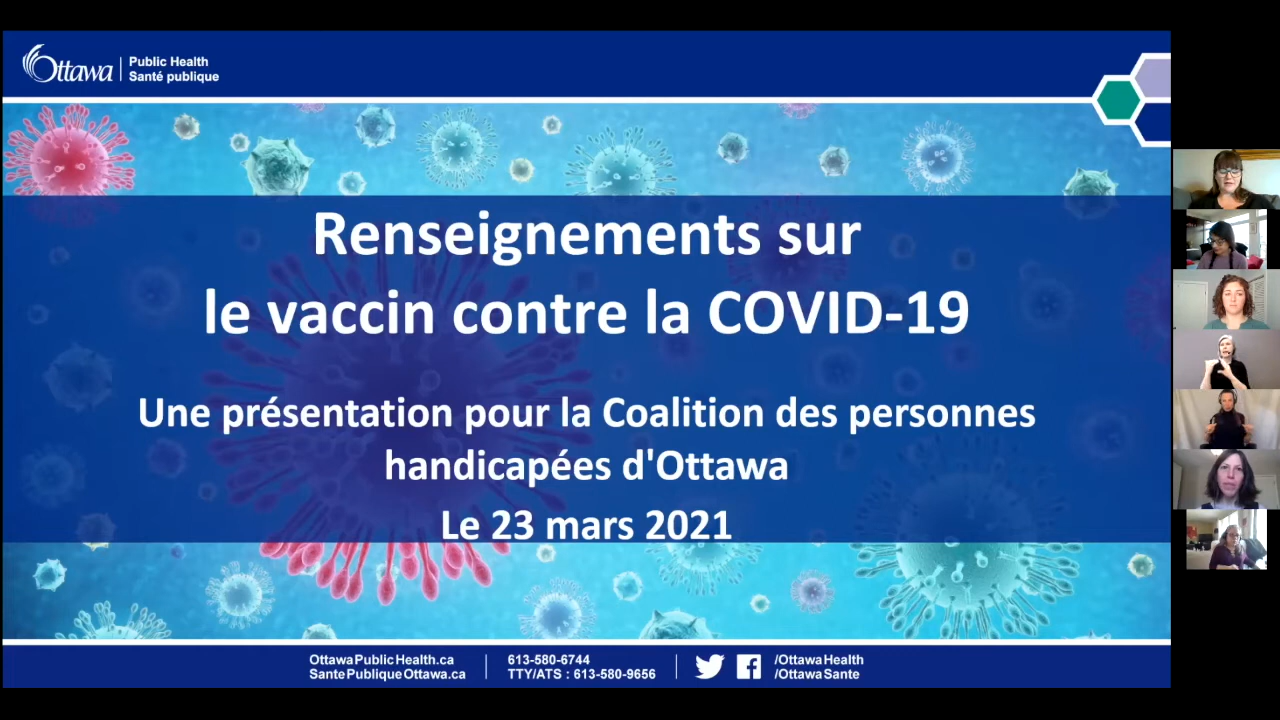 Ottawa
Public Health
Santé publique
Renseignements sur
le vaccin contre la COVID-19
Une présentation pour la Coalition des personnes
handicapées d'Ottawa
Le 23 mars 2021
OttawaPublicHealth.ca
SantePubliqueOttawa.ca
613-580-6744
TTY/ATS : 613-580-9656
/OttawaHealth
/OttawaSante